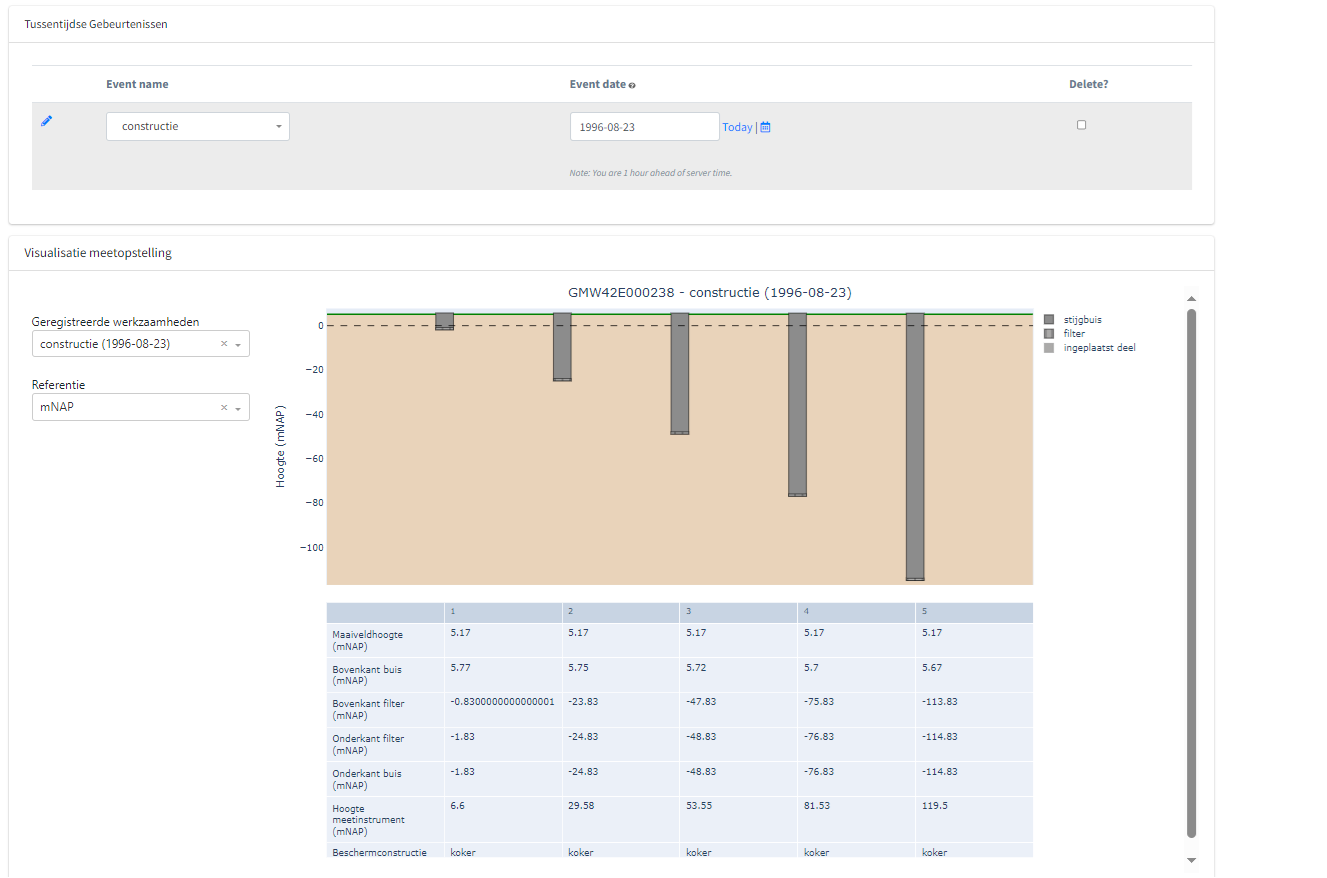 Tussentijdse Gebeurtenissen
Event name Event date Delete?
constructie 1996-08-23 Today |
Note: You are 1 hour ahead of server time.
Visualisatie meetopstelling
GMW42E000238 - constructie (1996-08-23)
Geregistreerde werkzaamheden
constructie (1996-08-23) ×
Referentie
mNAP ×
Hoogte (mNAP)
0
−20
−40
−60
−80
−100
stijgbuis
filter
ingeplaatst deel
1 2 3 4 5
Maaiveldhoogte (mNAP) 5.17 5.17 5.17 5.17 5.17
Bovenkant buis (mNAP) 5.77 5.75 5.72 5.7 5.67
Bovenkant filter (mNAP) -0.8300000000000001 -23.83 -47.83 -75.83 -113.83
Onderkant filter (mNAP) -1.83 -24.83 -48.83 -76.83 -114.83
Onderkant buis (mNAP) -1.83 -24.83 -48.83 -76.83 -114.83
Hoogte meetinstrument (mNAP) 6.6 29.58 53.55 81.53 119.5
Beschermconstructie koker koker koker koker koker